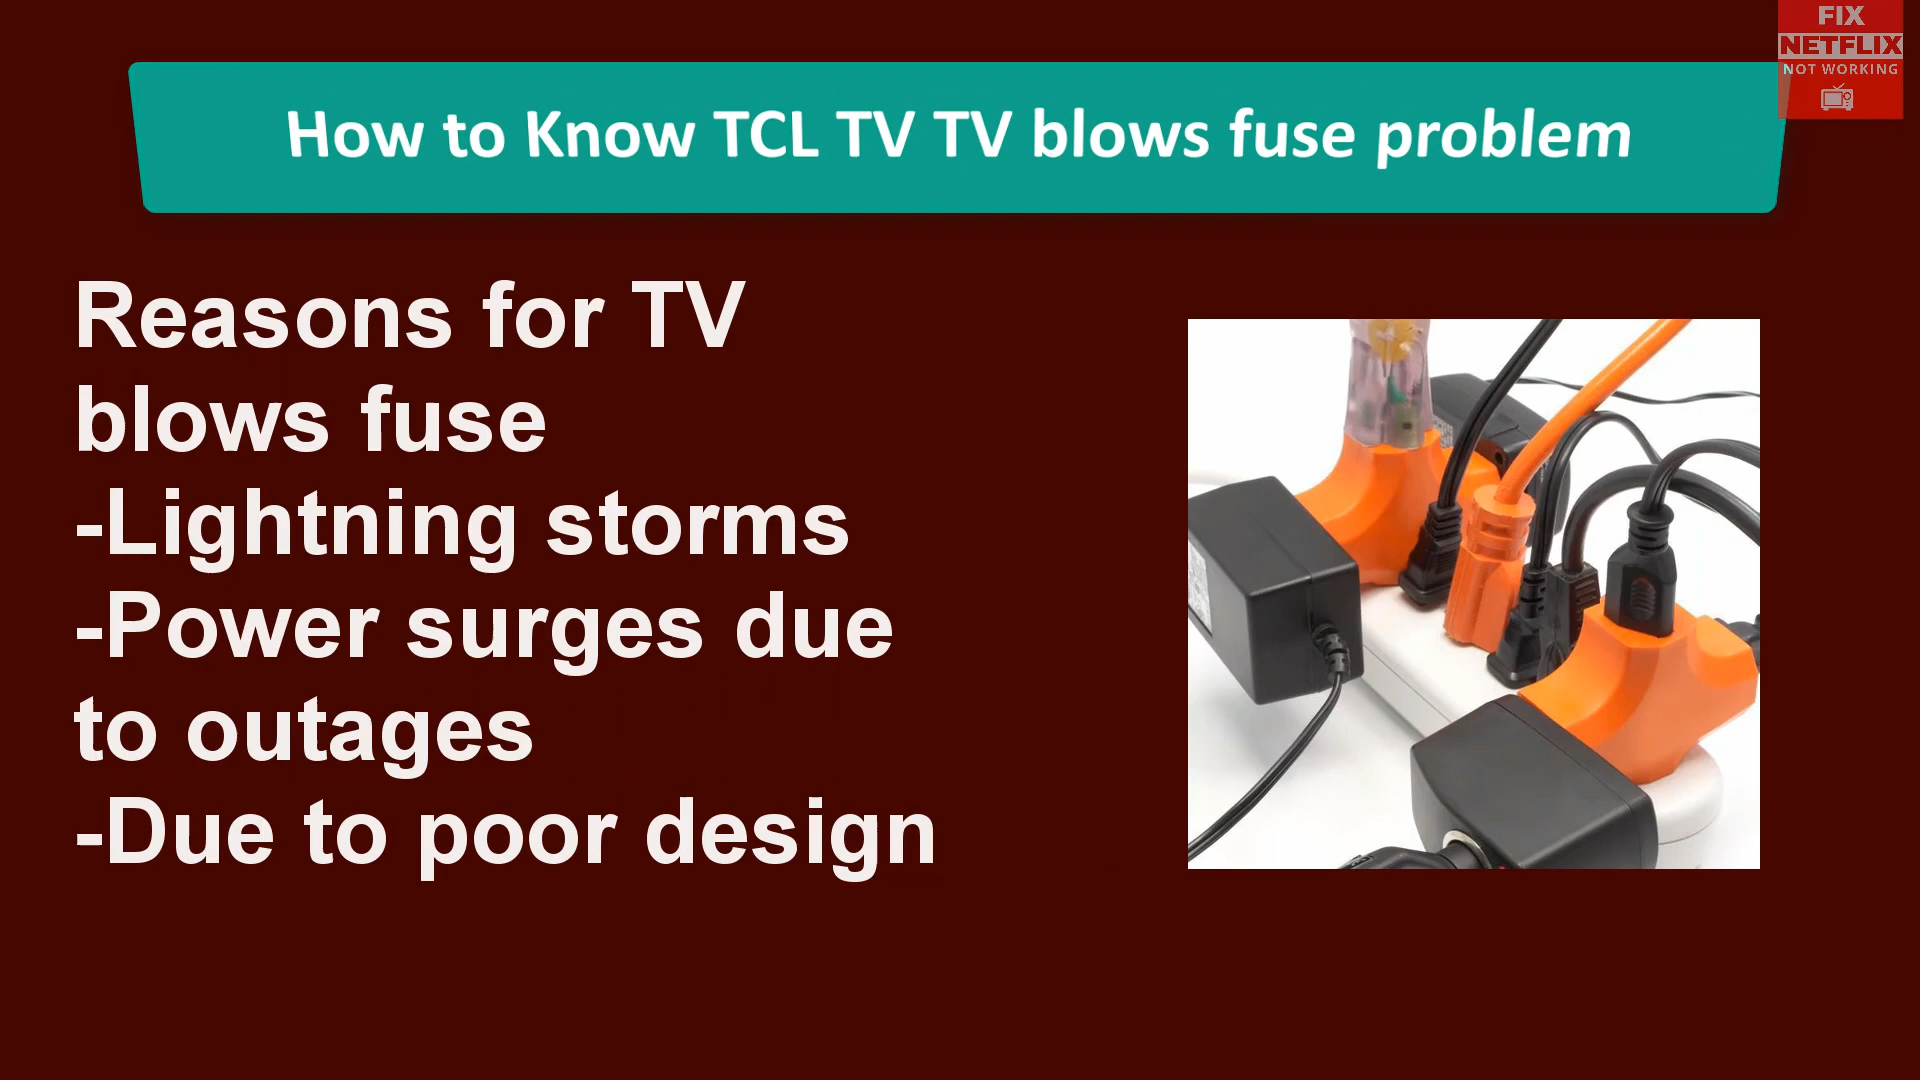 FIX
NETFLIX
NOT WORKING
How to Know TCL TV TV blows fuse problem
Reasons for TV
blows fuse
-Lightning storms
-Power surges due
to outages
-Due to poor design